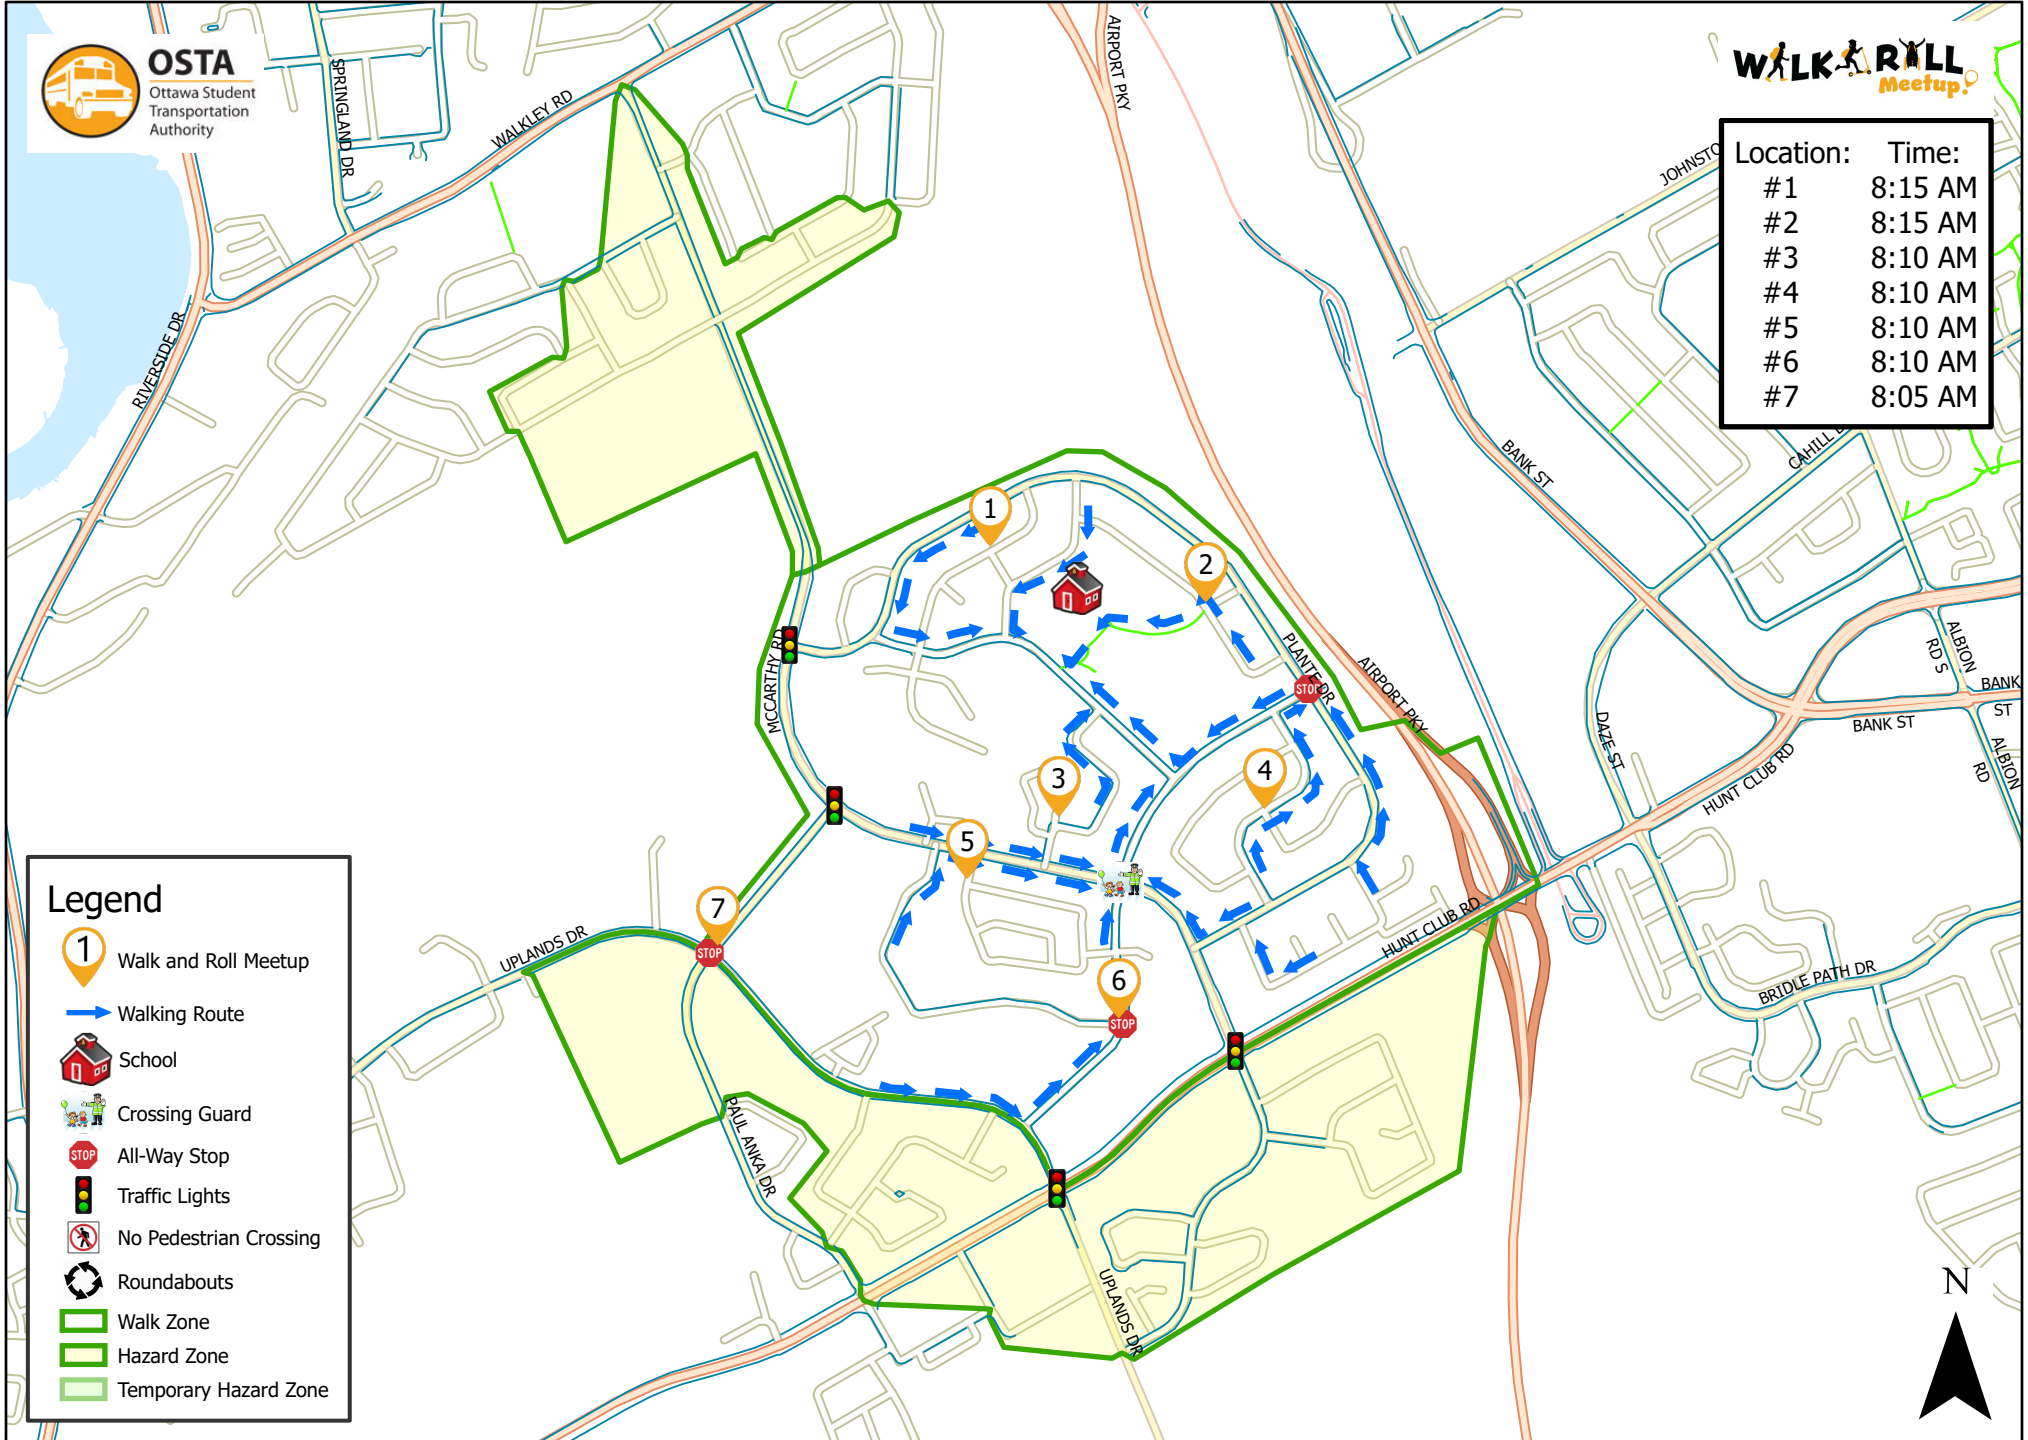 OSTA
Ottawa Student
Transportation
Authority
WALK & ROLL
Meetup!
Location: Time:
#1 8:15 AM
#2 8:15 AM
#3 8:10 AM
#4 8:10 AM
#5 8:10 AM
#6 8:10 AM
#7 8:05 AM
SPRINGLAND DR
WALKLEY RD
AIRPORT PKY
JOHNSTO
RIVERSIDE DR
BANK ST
CAHILL
1
2
MCCARTHY RD
PLANTE DR
STOP
AIRPORT PKY
ALBION
RD S
BANK
ST
BANK ST
DAZE ST
ALBION
RD
HUNT CLUB RD
3
4
5
7
STOP
UPLANDS DR
HUNT CLUB RD
6
STOP
BRIDLE PATH DR
PAUL ANKA DR
UPLANDS DR
N
Legend
1 Walk and Roll Meetup
Walking Route
School
Crossing Guard
STOP All-Way Stop
Traffic Lights
No Pedestrian Crossing
Roundabouts
Walk Zone
Hazard Zone
Temporary Hazard Zone